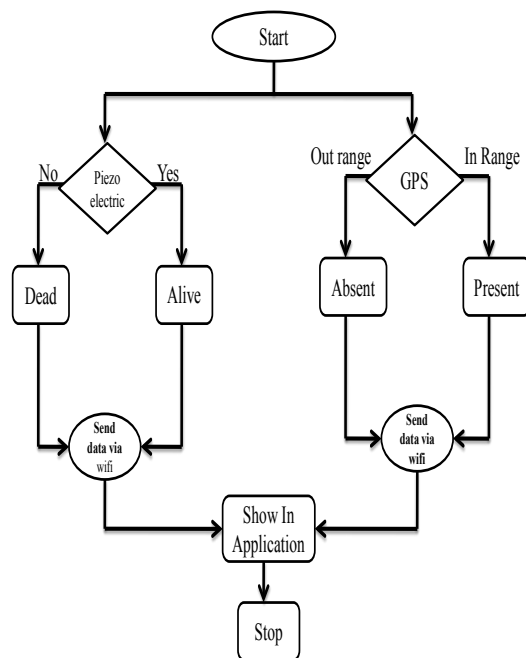 Start
Out range
In Range
No
Piezo
electric
Yes
GPS
Dead
Alive
Absent
Present
Send
data via
wifi
Send
data via
wifi
Show In
Application
Stop